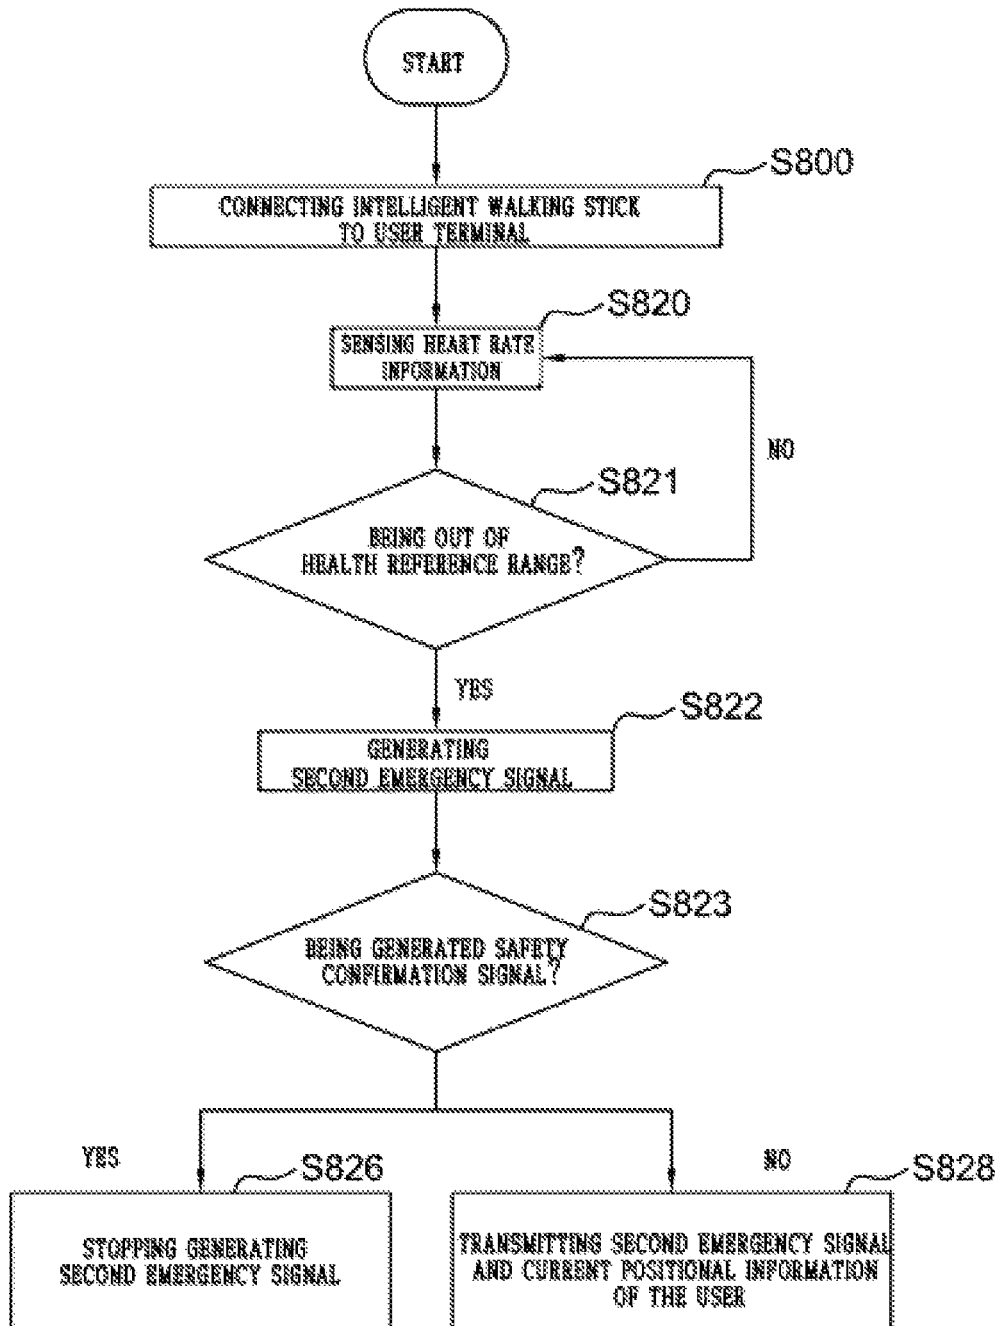 START
S800
CONNECTING INTELLIGENT WALKING STICK
TO USER TERMINAL
S820
SENSING HEART RATE
INFORMATION
NO
S821
BEING OUT OF
HEALTH REFERENCE RANGE?
YES
S822
GENERATING
SECOND EMERGENCY SIGNAL
S823
BEING GENERATED SAFETY
CONFIRMATION SIGNAL?
YES
S826
STOPPING GENERATING
SECOND EMERGENCY SIGNAL
NO
S828
TRANSMITTING SECOND EMERGENCY SIGNAL
AND CURRENT POSITIONAL INFORMATION
OF THE USER